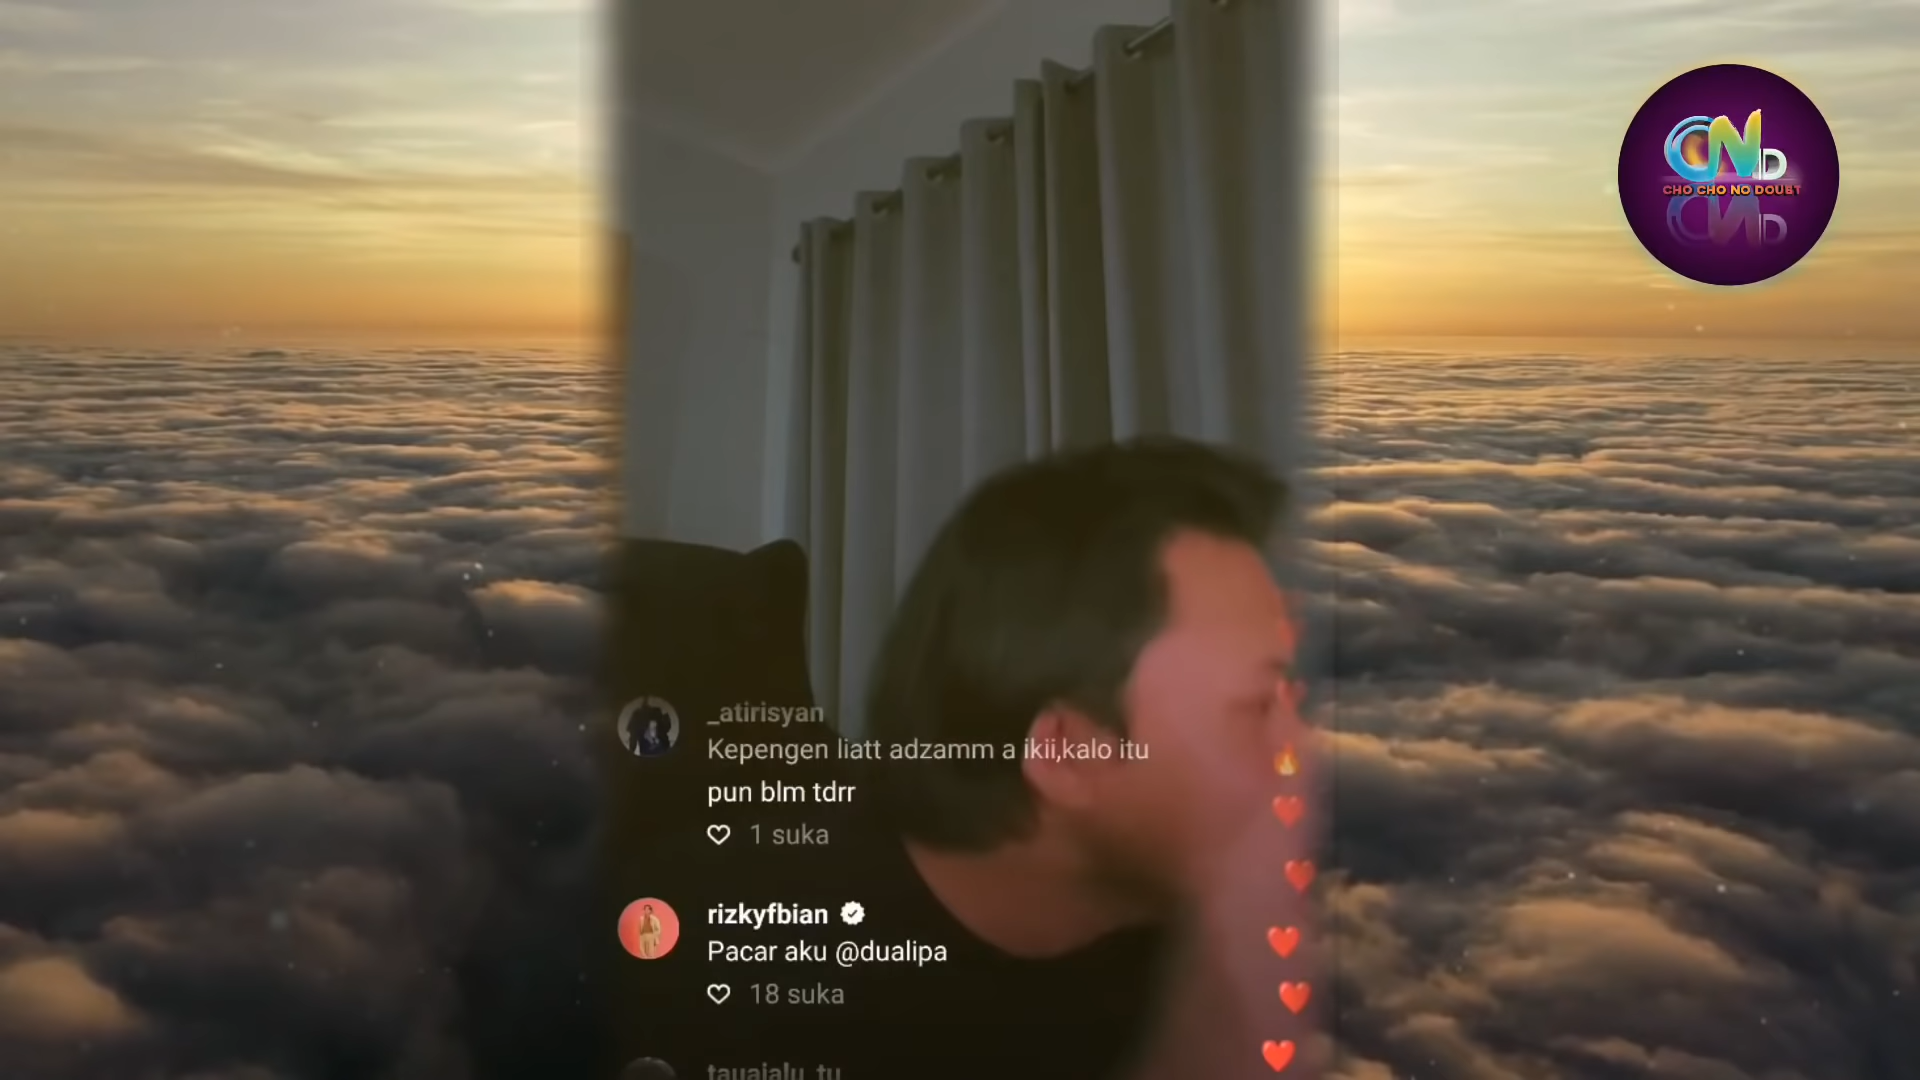 CND
CHO CHO NO DOUBT
_atirisyan
Kepengen liatt adzamm a ikii,kalo itu
pun blm tdrr
1 suka
rizkyfbian
Pacar aku @dualipa
18 suka